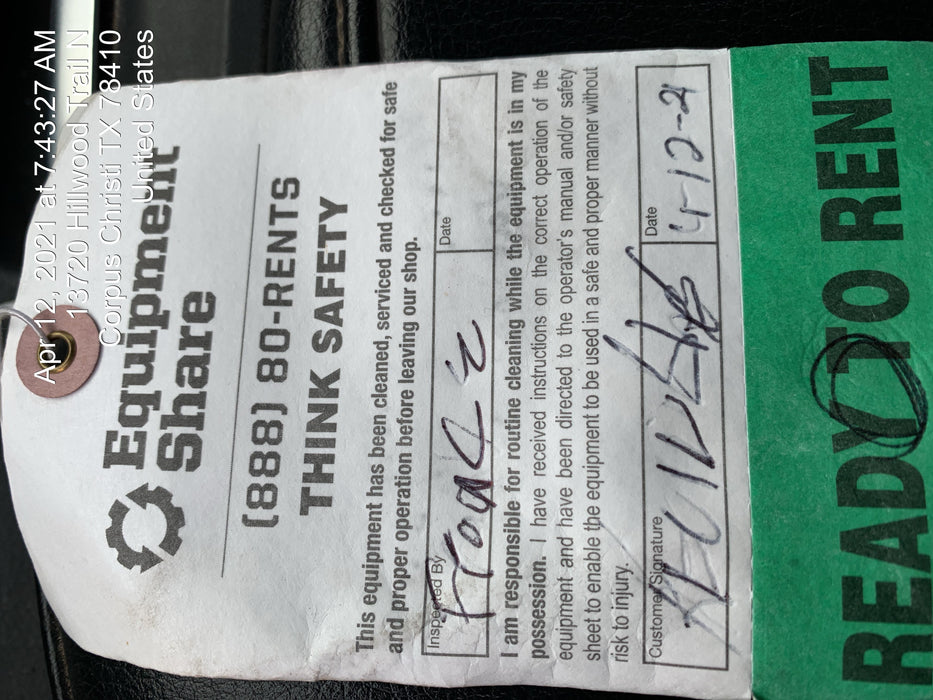 Apr 12, 2021 at 7:43:27 AM
13720 Hillwood Trail N
Corpus Christi TX 78410
United States
Equipment
Share
(888) 80-RENTS
THINK SAFETY
This equipment has been cleaned, serviced and checked for safe
and proper operation before leaving our shop.
Inspected By
Date
I am responsible for routine cleaning while the equipment is in my
possession. I have received instructions on the correct operation of the
equipment and have been directed to the operator's manual and/or safety
sheet to enable the equipment to be used in a safe and proper manner without
risk to injury.
Customer Signature
Date
4-12-21
READY TO RENT